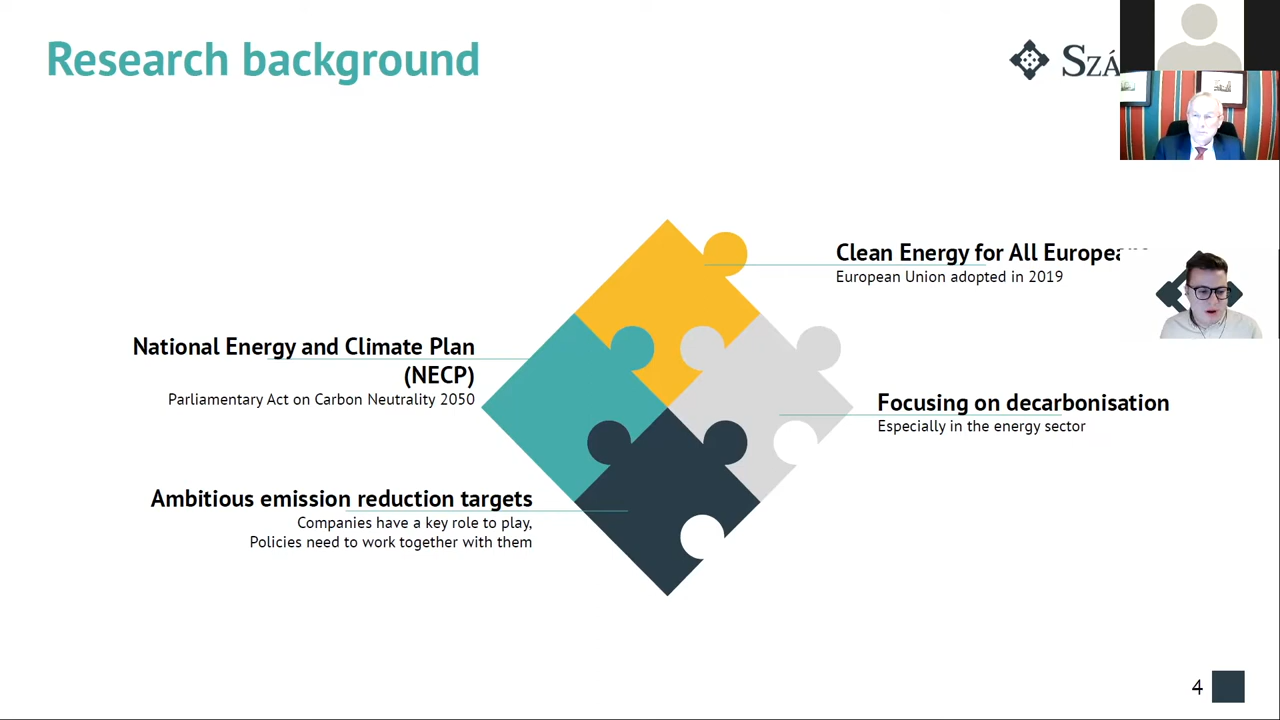 Research background
Clean Energy for All
European Union adopted in 2019
National Energy and Climate Plan
(NECP)
Parliamentary Act on Carbon Neutrality 2050
Focusing on decarbonisation
Especially in the energy sector
Ambitious emission reduction targets
Companies have a key role to play,
Policies need to work together with them
4